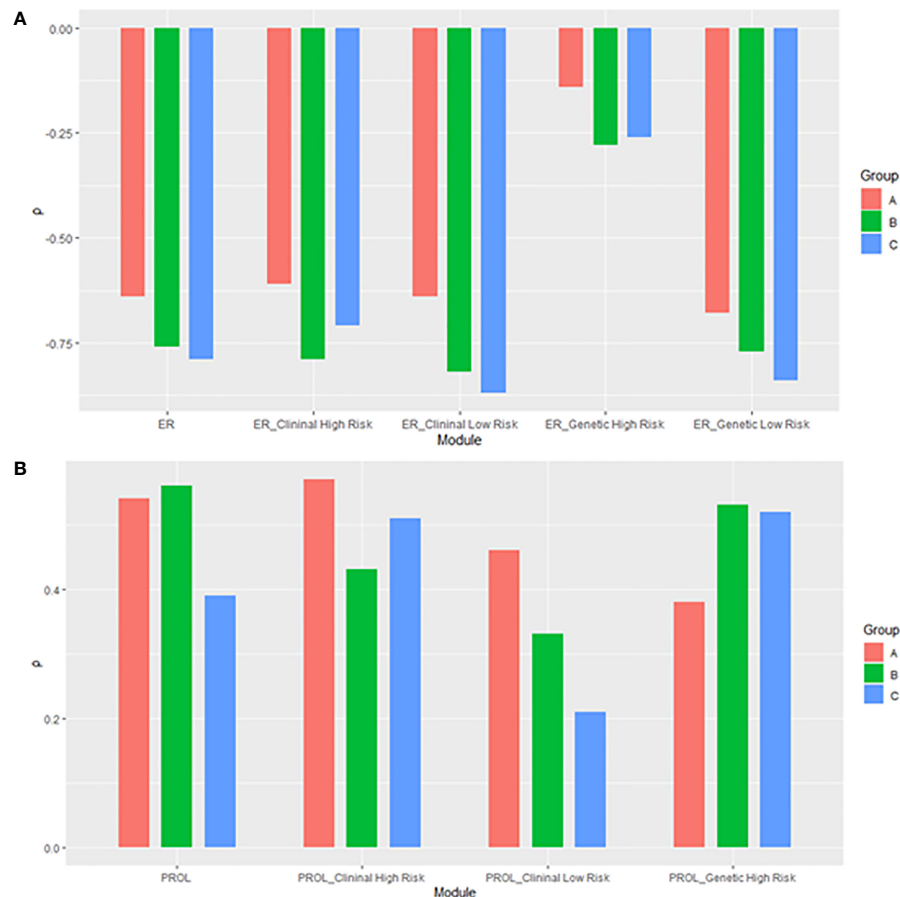 A
0.00
-0.25
-0.50
-0.75
ρ
ER
ER_Clininal High Risk
ER_Clininal Low Risk
ER_Genetic High Risk
ER_Genetic Low Risk
Module
Group
A
B
C
B
0.4
0.2
0.0
ρ
PROL
PROL_Clininal High Risk
PROL_Clininal Low Risk
PROL_Genetic High Risk
Module
Group
A
B
C